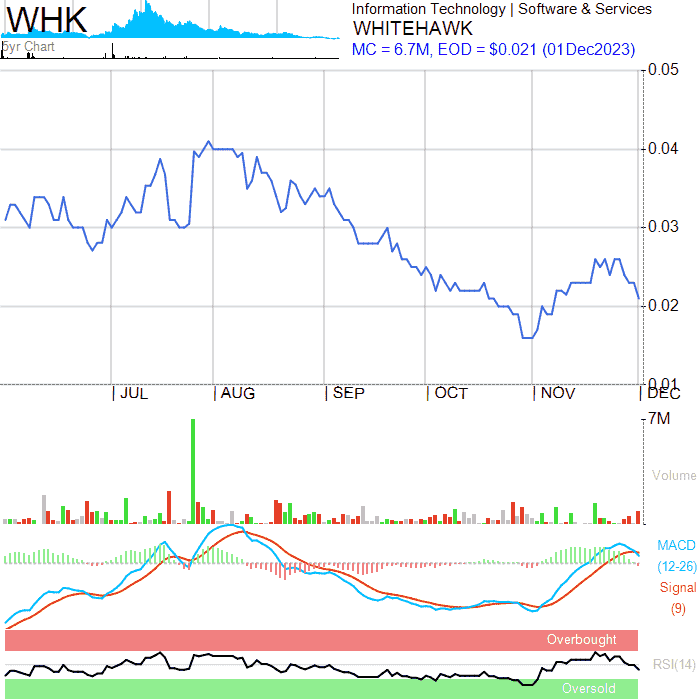 WHK
5yr Chart
Information Technology | Software & Services
WHITEHAWK
MC = 6.7M, EOD = $0.021 (01Dec2023)
0.05
0.04
0.03
0.02
0.01
| JUL | AUG | SEP | OCT | NOV | DEC
7M
Volume
MACD
(12-26)
Signal
(9)
Overbought
RSI(14)
Oversold